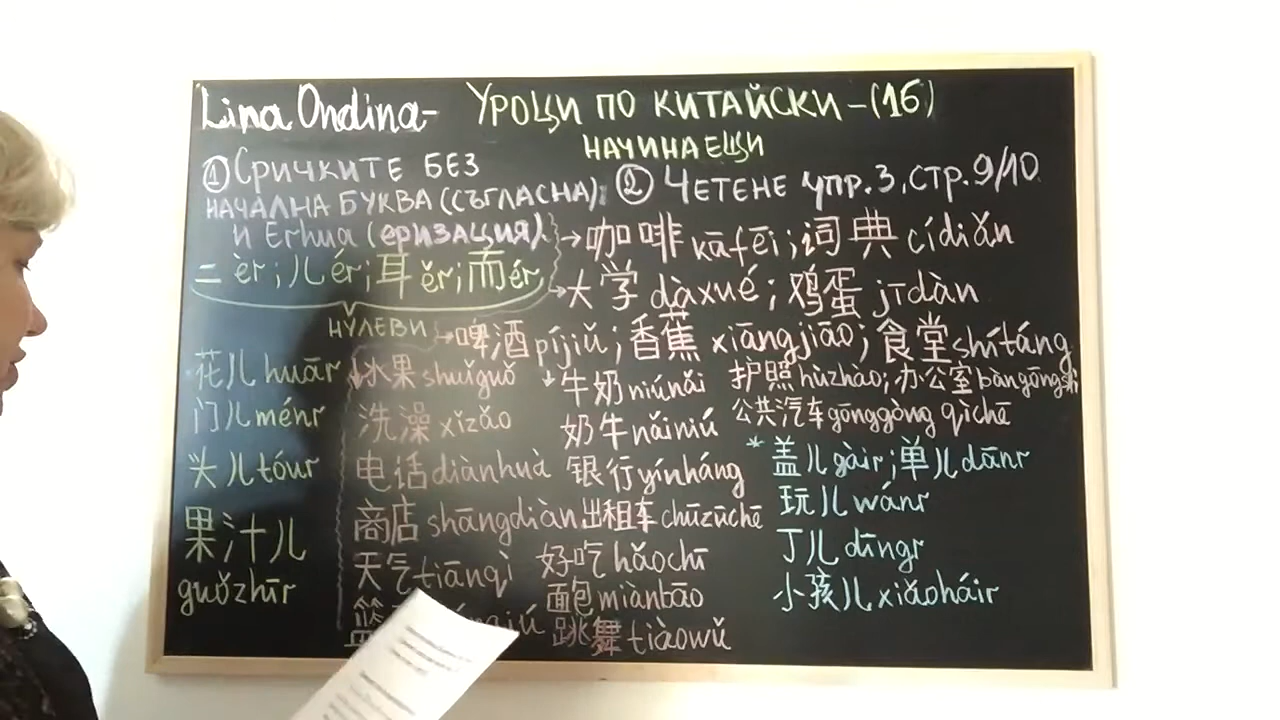 Lina Ondina- УРОЦИ ПО КИТАЙСКИ-(16)
НАЧИНАЕЩИ
① СРИЧКИТЕ БЕЗ
НАЧАЛНА БУКВА (СЪГЛАСНА);
И Erhua (ЕРИЗАЦИЯ).
二 èr; 儿 ér; 耳 ěr; 而 ér;
НУЛЕВИ
② ЧЕТЕНЕ УПР.3, СТР.9/10
→咖啡 kāfēi; 词典 cídiǎn
→大学 dàxué; 鸡蛋 jīdàn
→啤酒 píjiǔ; 香蕉 xiāngjiāo; 食堂 shítáng
花儿 huār
门儿 ménr
头儿 tóur
果汁儿
guǒzhīr
水果 shuǐguǒ
洗澡 xǐzǎo
电话 diànhuà
商店 shāngdiàn
天气 tiānqì
牛奶 niúnǎi
奶牛 nǎiniú
银行 yínháng
出租车 chūzūchē
好吃 hǎochī
面包 miànbāo
跳舞 tiàowǔ
护照 hùzhào; 办公室 bàngōngshì
公共汽车 gōnggòng qìchē
* 盖儿 gàir; 单儿 dānr
玩儿 wánr
丁儿 dīngr
小孩儿 xiǎoháir